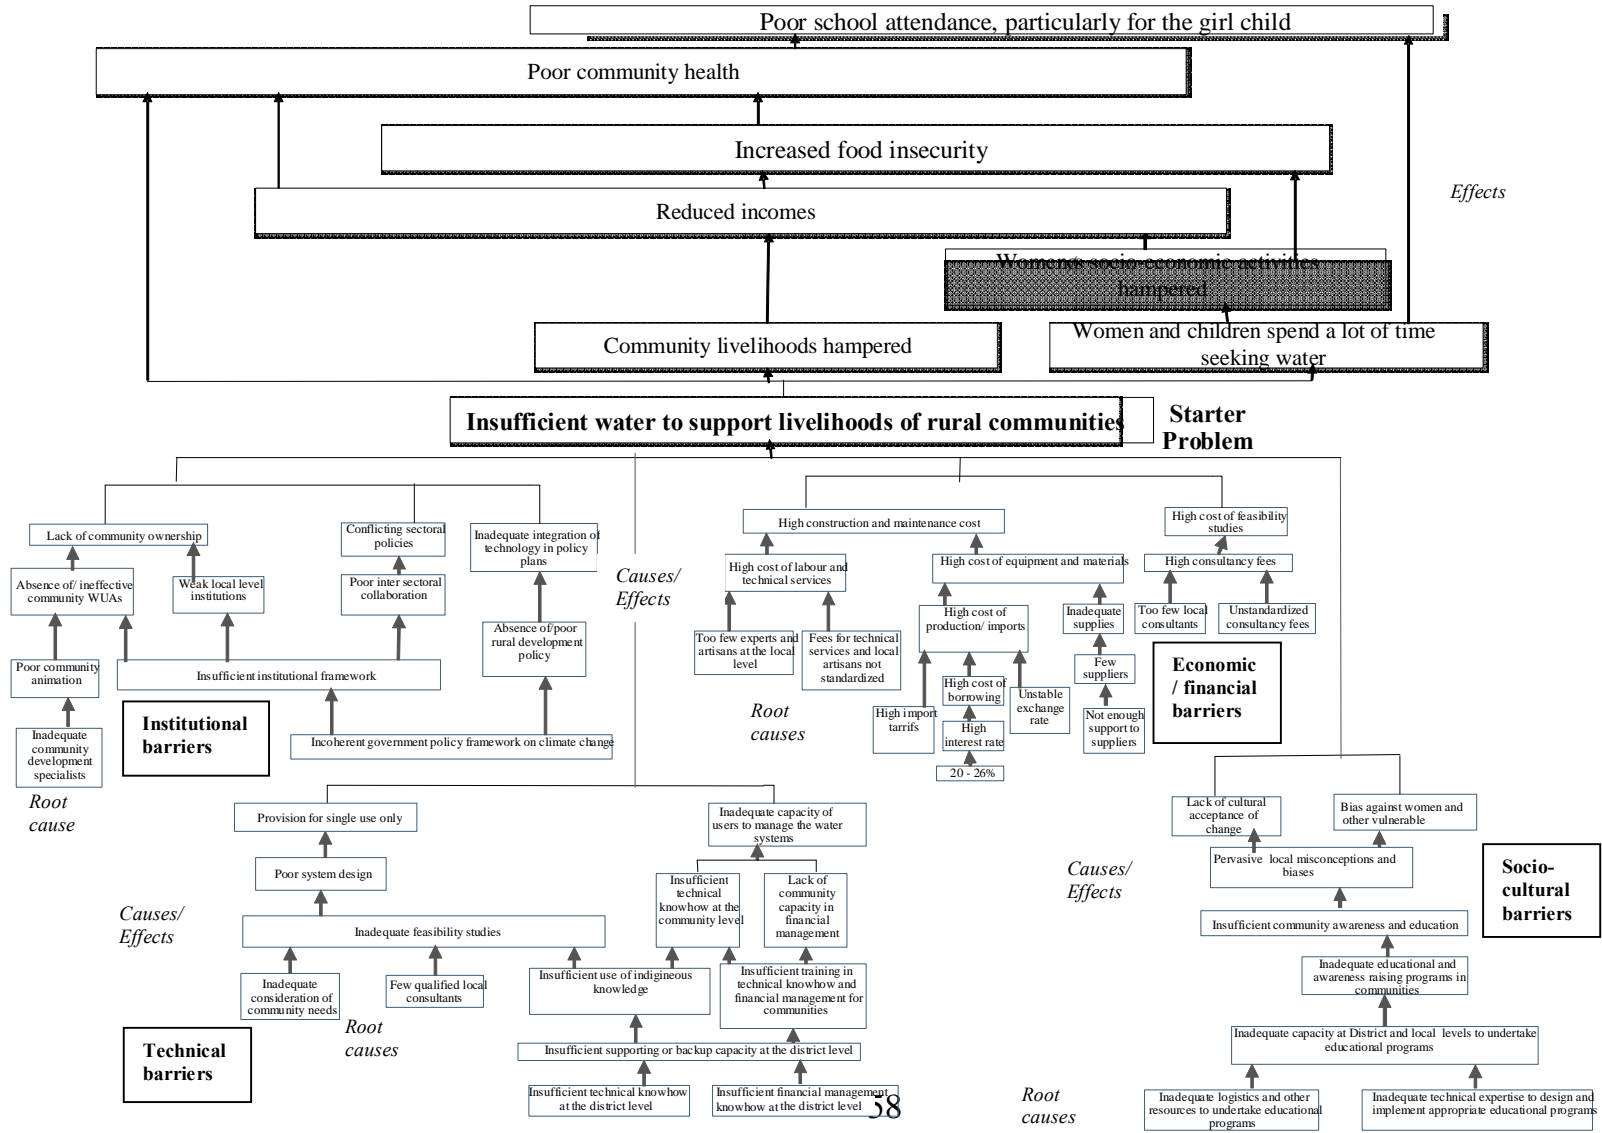 Poor school attendance, particularly for the girl child
Poor community health
Increased food insecurity
Effects
Reduced incomes
socio-economic activities
hampered
Community livelihoods hampered
Women and children spend a lot of time
seeking water
Insufficient water to support livelihoods of rural communities
Starter
Problem
Lack of community ownership
Conflicting sectoral
policies
Inadequate integration of
technology in policy
plans
Absence of/ ineffective
community WUAs
Weak local level
institutions
Poor inter sectoral
collaboration
Absence of/poor
rural development
policy
Poor community
animation
Insufficient institutional framework
Inadequate
community
development
specialists
Incoherent government policy framework on climate change
Institutional
barriers
Root
cause
Causes/
Effects
High construction and maintenance cost
High cost of feasibility
studies
High cost of labour and
technical services
High cost of equipment and materials
High consultancy fees
Too few experts and
artisans at the local
level
Fees for technical
services and local
artisans not
standardized
High cost of
production/ imports
Inadequate
supplies
Too few local
consultants
Unstandardized
consultancy fees
High import
tarrifs
High cost of
borrowing
Unstable
exchange
rate
Few
suppliers
High
interest rate
Not enough
support to
suppliers
20 - 26%
Root
causes
Economic
/ financial
barriers
Provision for single use only
Inadequate capacity of
users to manage the water
systems
Poor system design
Insufficient
technical
knowhow at the
community level
Lack of
community
capacity in
financial
management
Causes/
Effects
Inadequate feasibility studies
Inadequate
consideration of
community needs
Few qualified local
consultants
Insufficient use of indigineous
knowledge
Insufficient training in
technical knowhow and
financial management for
communities
Root
causes
Technical
barriers
Insufficient supporting or backup capacity at the district level
Insufficient technical knowhow
at the district level
Insufficient financial management
knowhow at the district level
58
Lack of cultural
acceptance of
change
Bias against women and
other vulnerable
Pervasive local misconceptions and
biases
Causes/
Effects
Socio-
cultural
barriers
Insufficient community awareness and education
Inadequate educational and
awareness raising programs in
communities
Inadequate capacity at District and local levels to undertake
educational programs
Root
causes
Inadequate logistics and other
resources to undertake educational
programs
Inadequate technical expertise to design and
implement appropriate educational programs